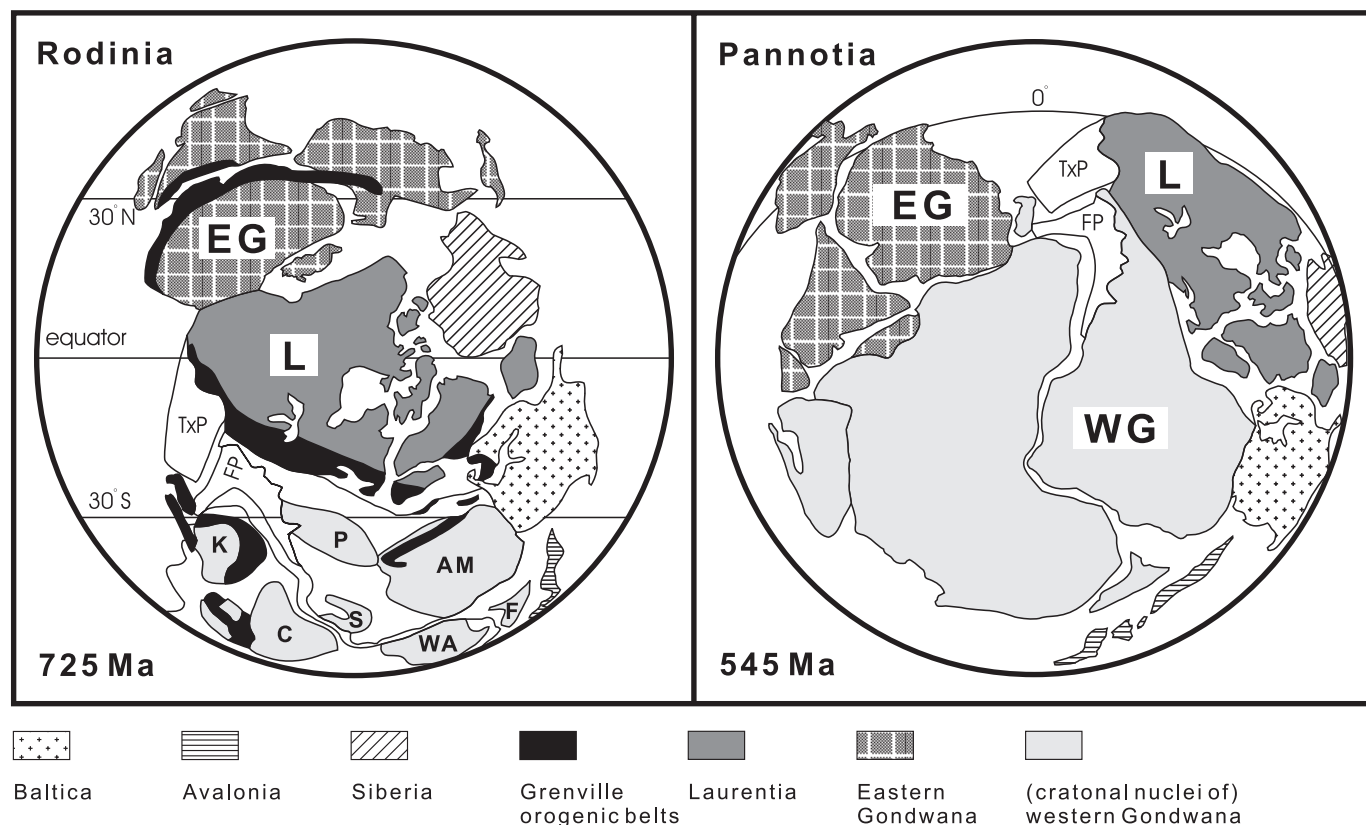 Rodinia
EG
30°N
equator
L
TxP
FP
30°S
K
P
AM
C
S
WA
F
725 Ma
Pannotia
0°
TxP
L
EG
FP
WG
545 Ma
Baltica
Avalonia
Siberia
Grenville
orogenic belts
Laurentia
Eastern
Gondwana
(cratonal nuclei of)
western Gondwana